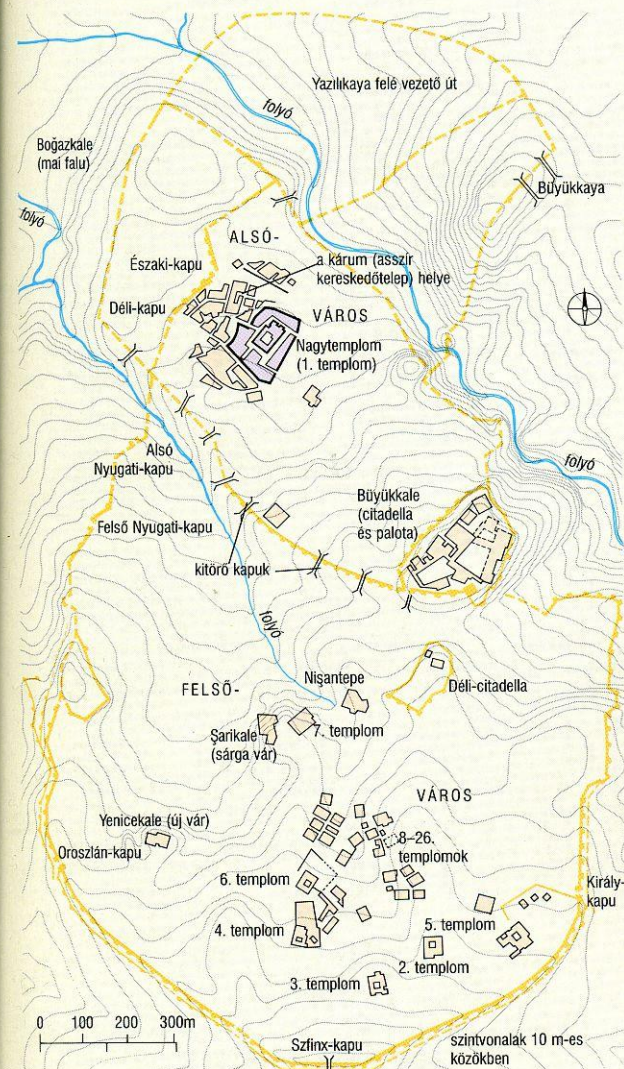 Yazılıkaya felé vezető út
folyó
Boğazkale
(mai falu)
Büyükkaya
folyó
ALSÓ-
a kárum (asszír
kereskedőtelep) helye
Északi-kapu
Déli-kapu
VÁROS
Nagytemplom
(1. templom)
Alsó
Nyugati-kapu
folyó
Büyükkale
(citadella
és palota)
Felső Nyugati-kapu
kitörő kapuk
folyó
Nişantepe
FELSŐ-
Déli-citadella
7. templom
Şarikale
(sárga vár)
VÁROS
Yenicekale (új vár)
8–26.
templomok
Oroszlán-kapu
6. templom
Király-
kapu
4. templom
5. templom
2. templom
3. templom
0 100 200 300m
Szfinx-kapu
szintvonalak 10 m-es
közökben